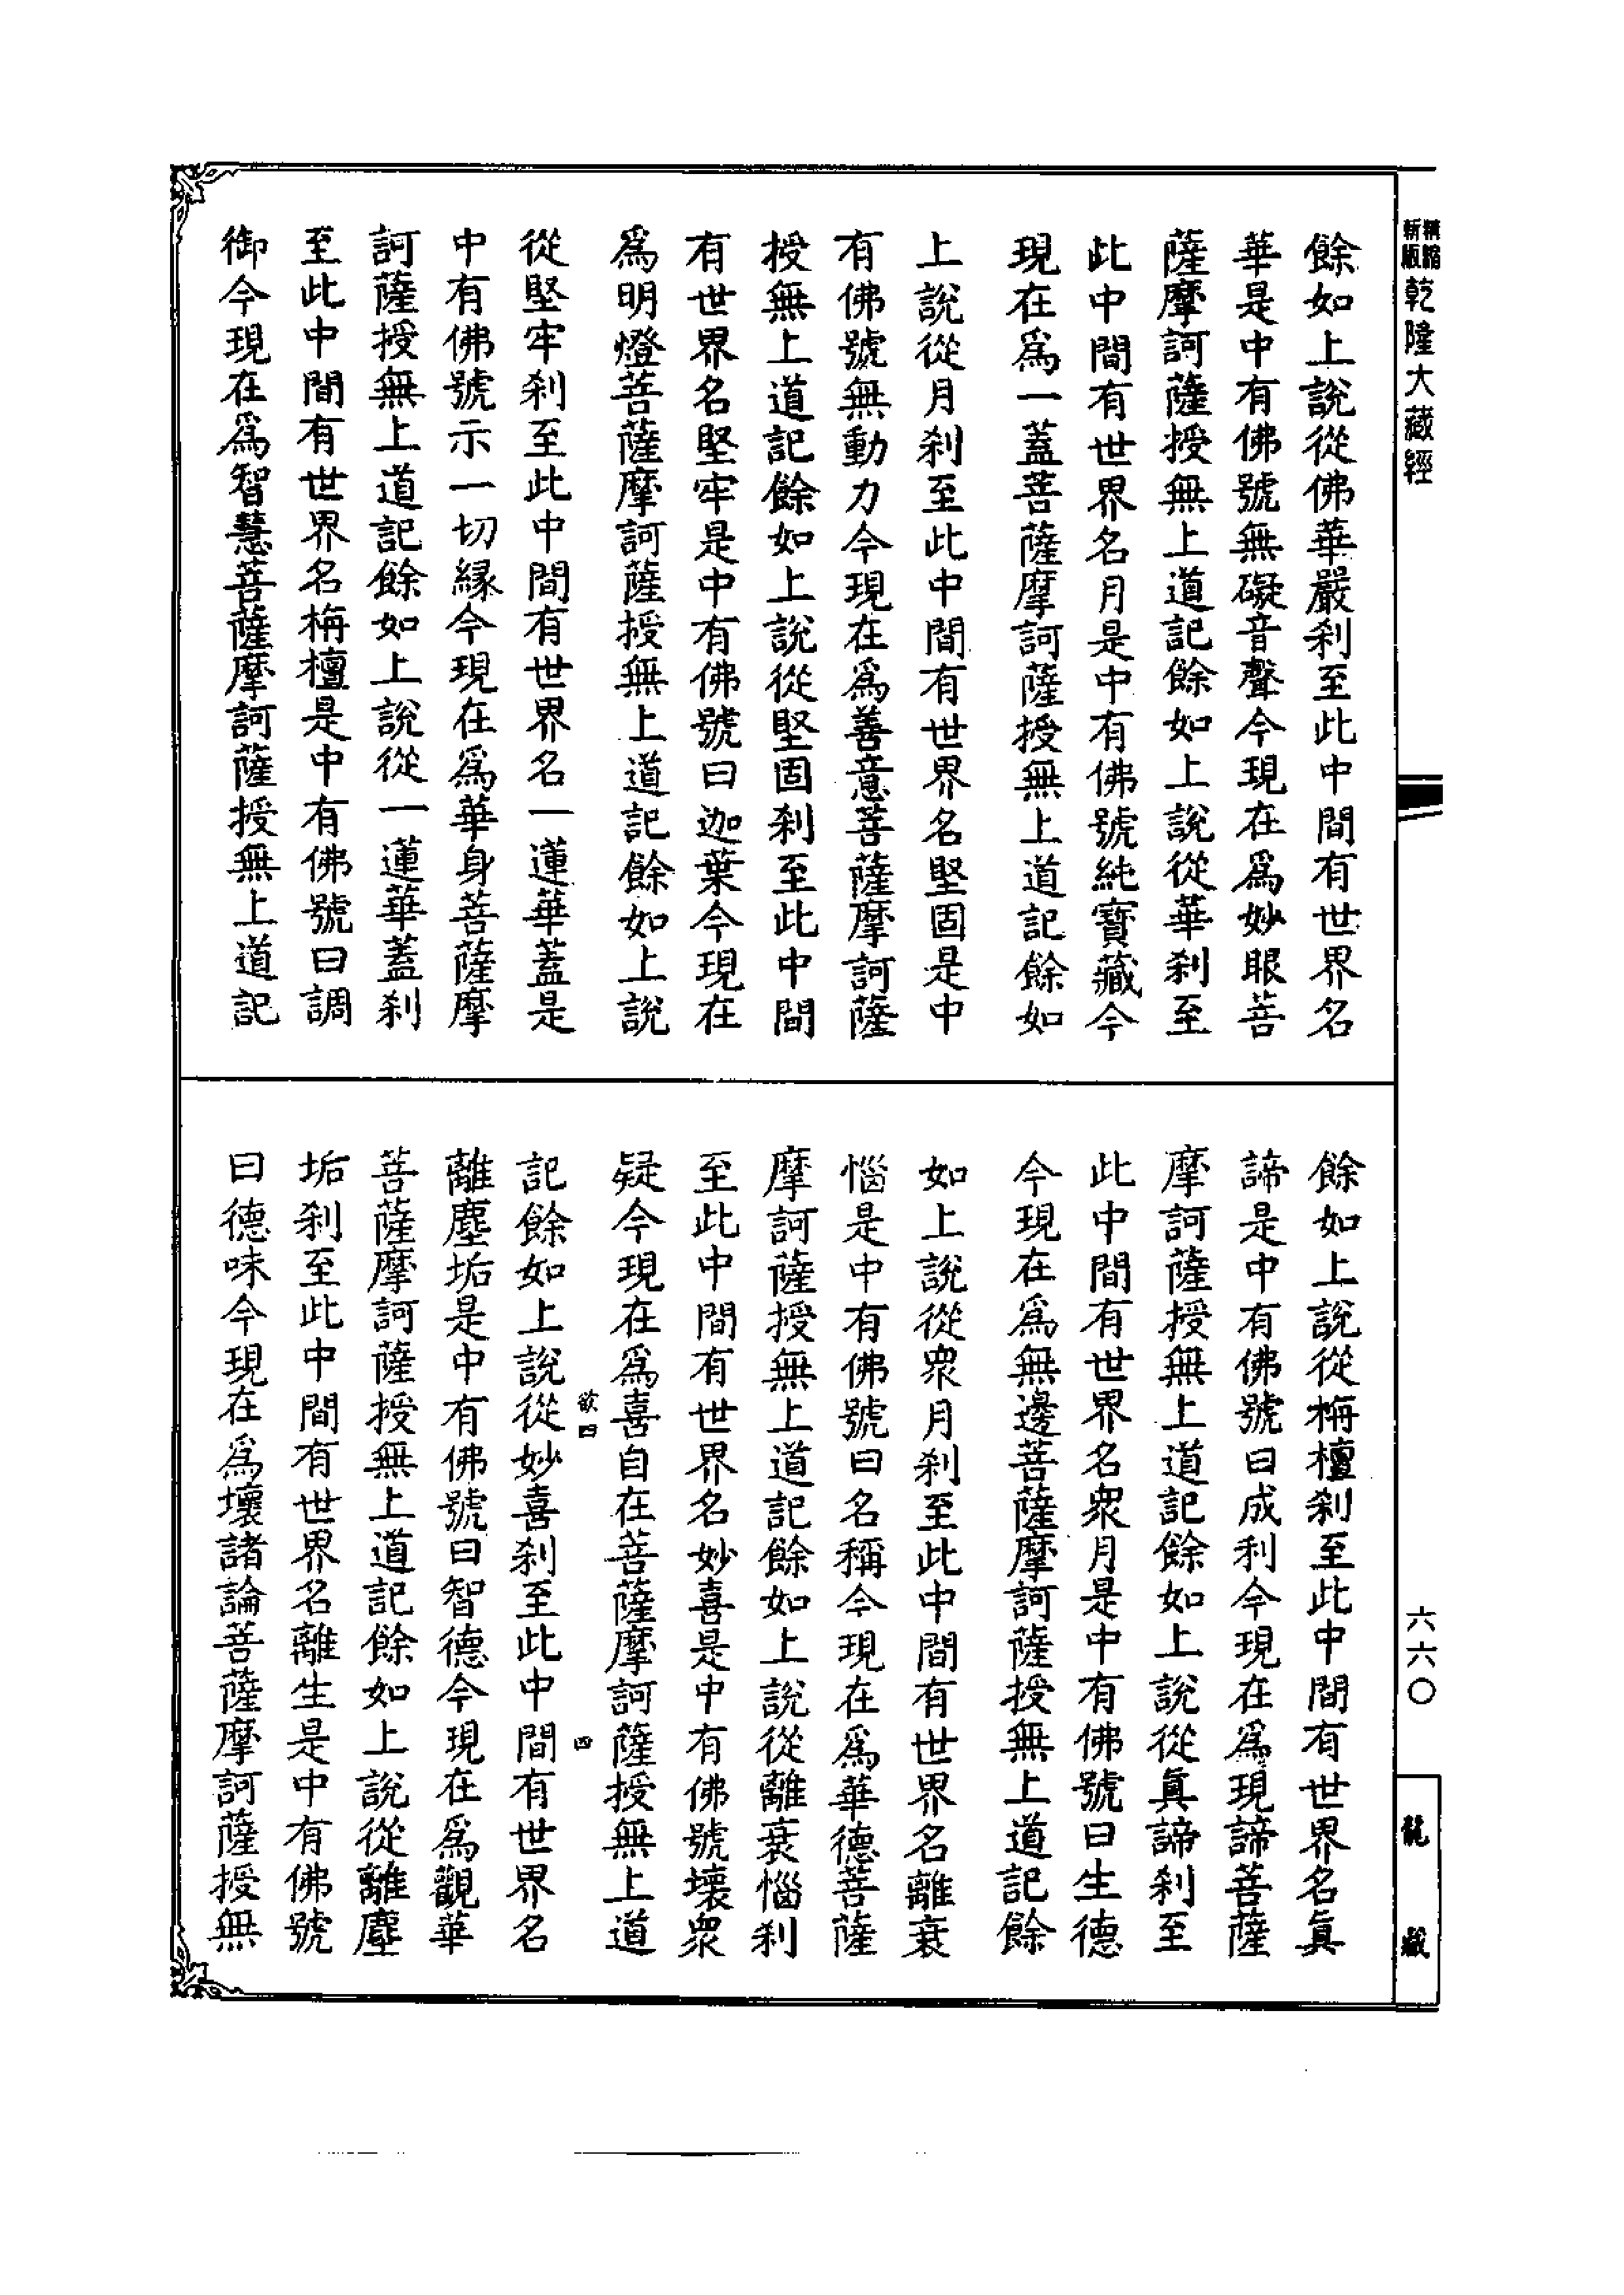 精縮
新版
乾隆大藏經
餘如上說從佛華嚴刹至此中間有世界名
華是中有佛號無礙音聲今現在爲妙眼菩
薩摩訶薩授無上道記餘如上說從華刹至
此中間有世界名月是中有佛號純寶藏今
現在爲一蓋菩薩摩訶薩授無上道記餘如
上說從月刹至此中間有世界名堅固是中
有佛號無動力今現在爲善意菩薩摩訶薩
授無上道記餘如上說從堅固刹至此中間
有世界名堅牢是中有佛號曰迦葉今現在
爲明燈菩薩摩訶薩授無上道記餘如上說
從堅牢刹至此中間有世界名一蓮華蓋是
中有佛號示一切緣今現在爲華身菩薩摩
訶薩授無上道記餘如上說從一蓮華蓋刹
至此中間有世界名栴檀是中有佛號曰調
御今現在爲智慧菩薩摩訶薩授無上道記
餘如上說從栴檀刹至此中間有世界名眞
諦是中有佛號曰成利今現在爲現諦菩薩
摩訶薩授無上道記餘如上說從眞諦刹至
此中間有世界名衆月是中有佛號曰生德
今現在爲無邊菩薩摩訶薩授無上道記餘
如上說從衆月刹至此中間有世界名離衰
惱是中有佛號曰名稱今現在爲華德菩薩
摩訶薩授無上道記餘如上說從離衰惱刹
至此中間有世界名妙喜是中有佛號壞衆
疑今現在爲喜自在菩薩摩訶薩授無上道
欲四 四
記餘如上說從妙喜刹至此中間有世界名
離塵垢是中有佛號曰智德今現在爲觀華
菩薩摩訶薩授無上道記餘如上說從離塵
垢刹至此中間有世界名離生是中有佛號
曰德味今現在爲壞諸論菩薩摩訶薩授無
六六〇
龍藏